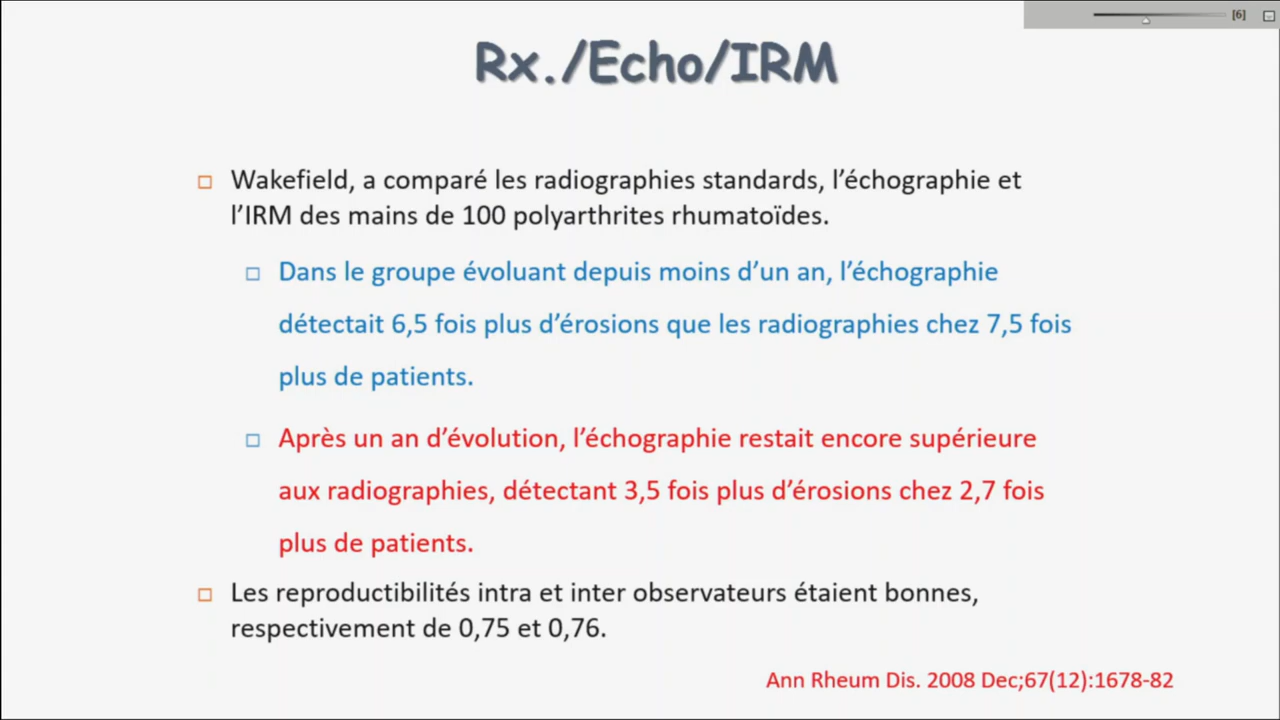 [6]
Rx./Echo/IRM
Wakefield, a comparé les radiographies standards, l’échographie et
l’IRM des mains de 100 polyarthrites rhumatoïdes.
Dans le groupe évoluant depuis moins d’un an, l’échographie
détectait 6,5 fois plus d’érosions que les radiographies chez 7,5 fois
plus de patients.
Après un an d’évolution, l’échographie restait encore supérieure
aux radiographies, détectant 3,5 fois plus d’érosions chez 2,7 fois
plus de patients.
Les reproductibilités intra et inter observateurs étaient bonnes,
respectivement de 0,75 et 0,76.
Ann Rheum Dis. 2008 Dec;67(12):1678-82